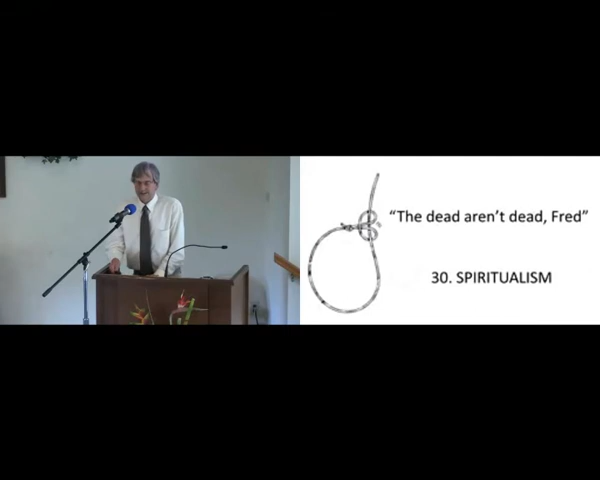 “The dead aren’t dead, Fred”
30. SPIRITUALISM